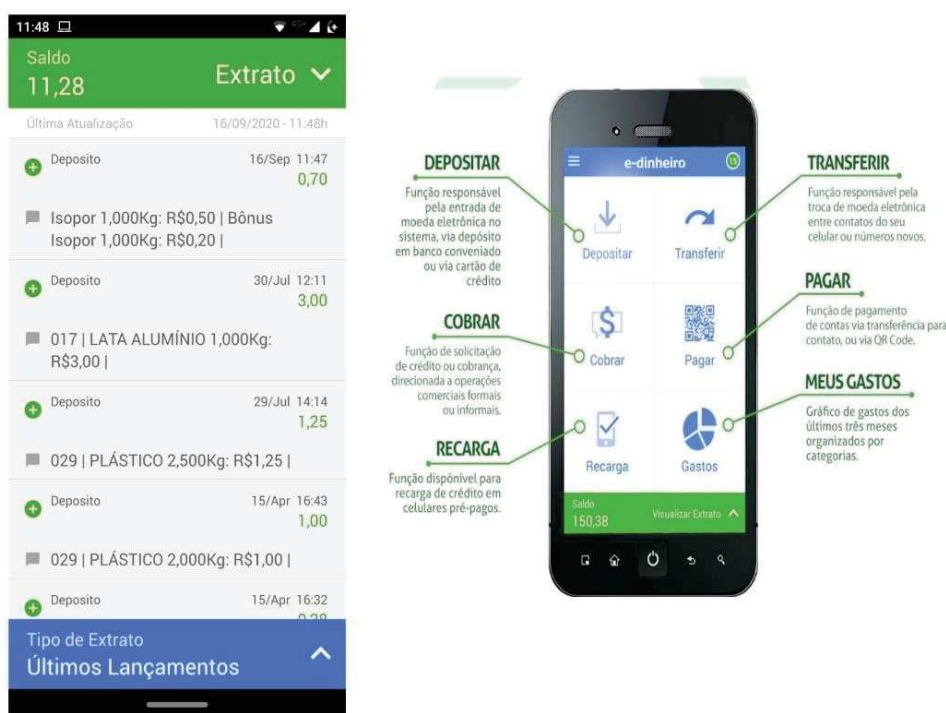 11:48
4G+
Saldo
11,28
Extrato
Última Atualização
16/09/2020 - 11:48h
Deposito
16/Sep 11:47
0,70
Isopor 1,000Kg: R$0,50 | Bônus
Isopor 1,000Kg: R$0,20 |
Deposito
30/Jul 12:11
3,00
017 | LATA ALUMÍNIO 1,000Kg:
R$3,00 |
Deposito
29/Jul 14:14
1,25
029 | PLÁSTICO 2,500Kg: R$1,25 |
Deposito
15/Apr 16:43
1,00
029 | PLÁSTICO 2,000Kg: R$1,00 |
Deposito
15/Apr 16:32
Tipo de Extrato
Últimos Lançamentos
DEPOSITAR
Função responsável
pela entrada de
moeda eletrônica no
sistema, via depósito
em banco conveniado
ou via cartão de
crédito
COBRAR
Função de solicitação
de crédito ou cobrança,
direcionada a operações
comerciais formais
ou informais.
RECARGA
Função disponível para
recarga de crédito em
celulares pré-pagos.
e-dinheiro
15
Depositar
Transferir
Cobrar
Pagar
Recarga
Gastos
Saldo
150,38
Visualizar Extrato
TRANSFERIR
Função responsável pela
troca de moeda eletrônica
entre contatos do seu
celular ou números novos.
PAGAR
Função de pagamento
de contas via transferência para
contato, ou via QR Code.
MEUS GASTOS
Gráfico de gastos dos
últimos três meses
organizados por
categorias.